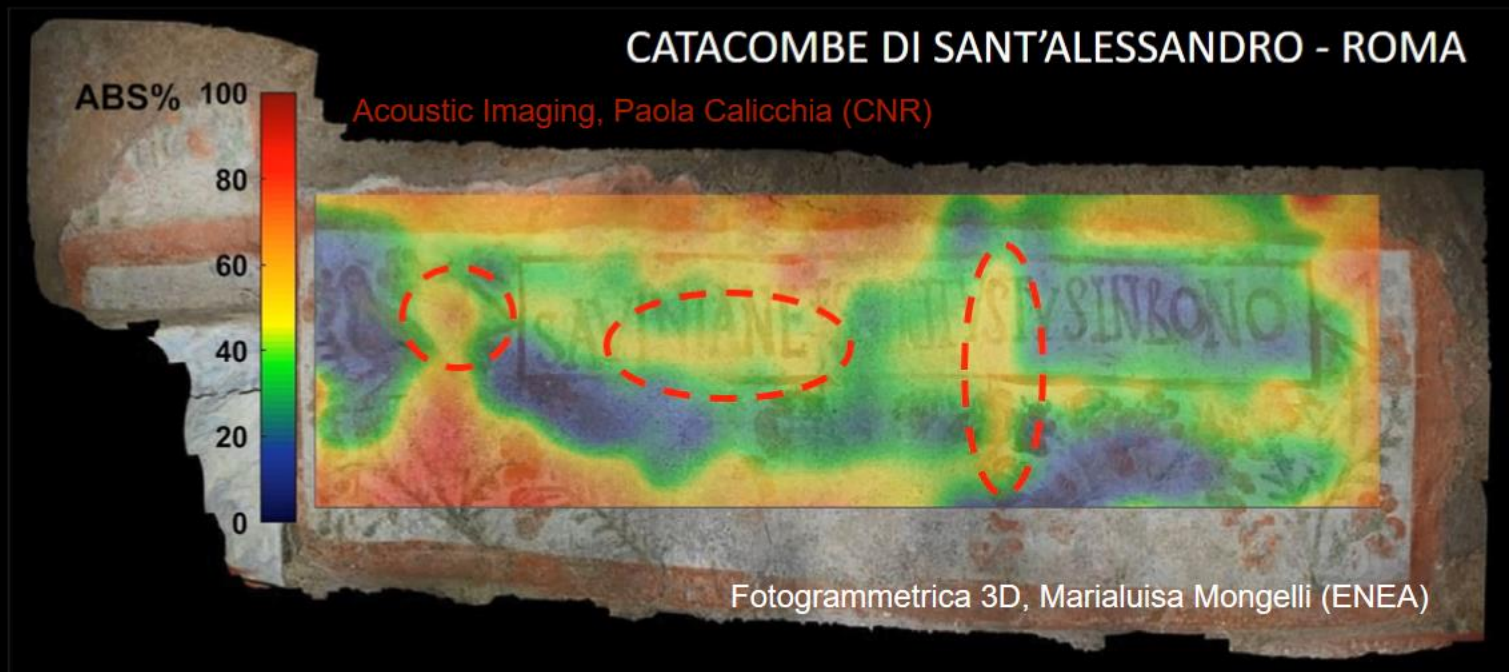 CATACOMBE DI SANT'ALESSANDRO - ROMA
ABS%
Acoustic Imaging, Paola Calicchia (CNR)
100
80
60
40
20
0
Fotogrammetrica 3D, Marialuisa Mongelli (ENEA)